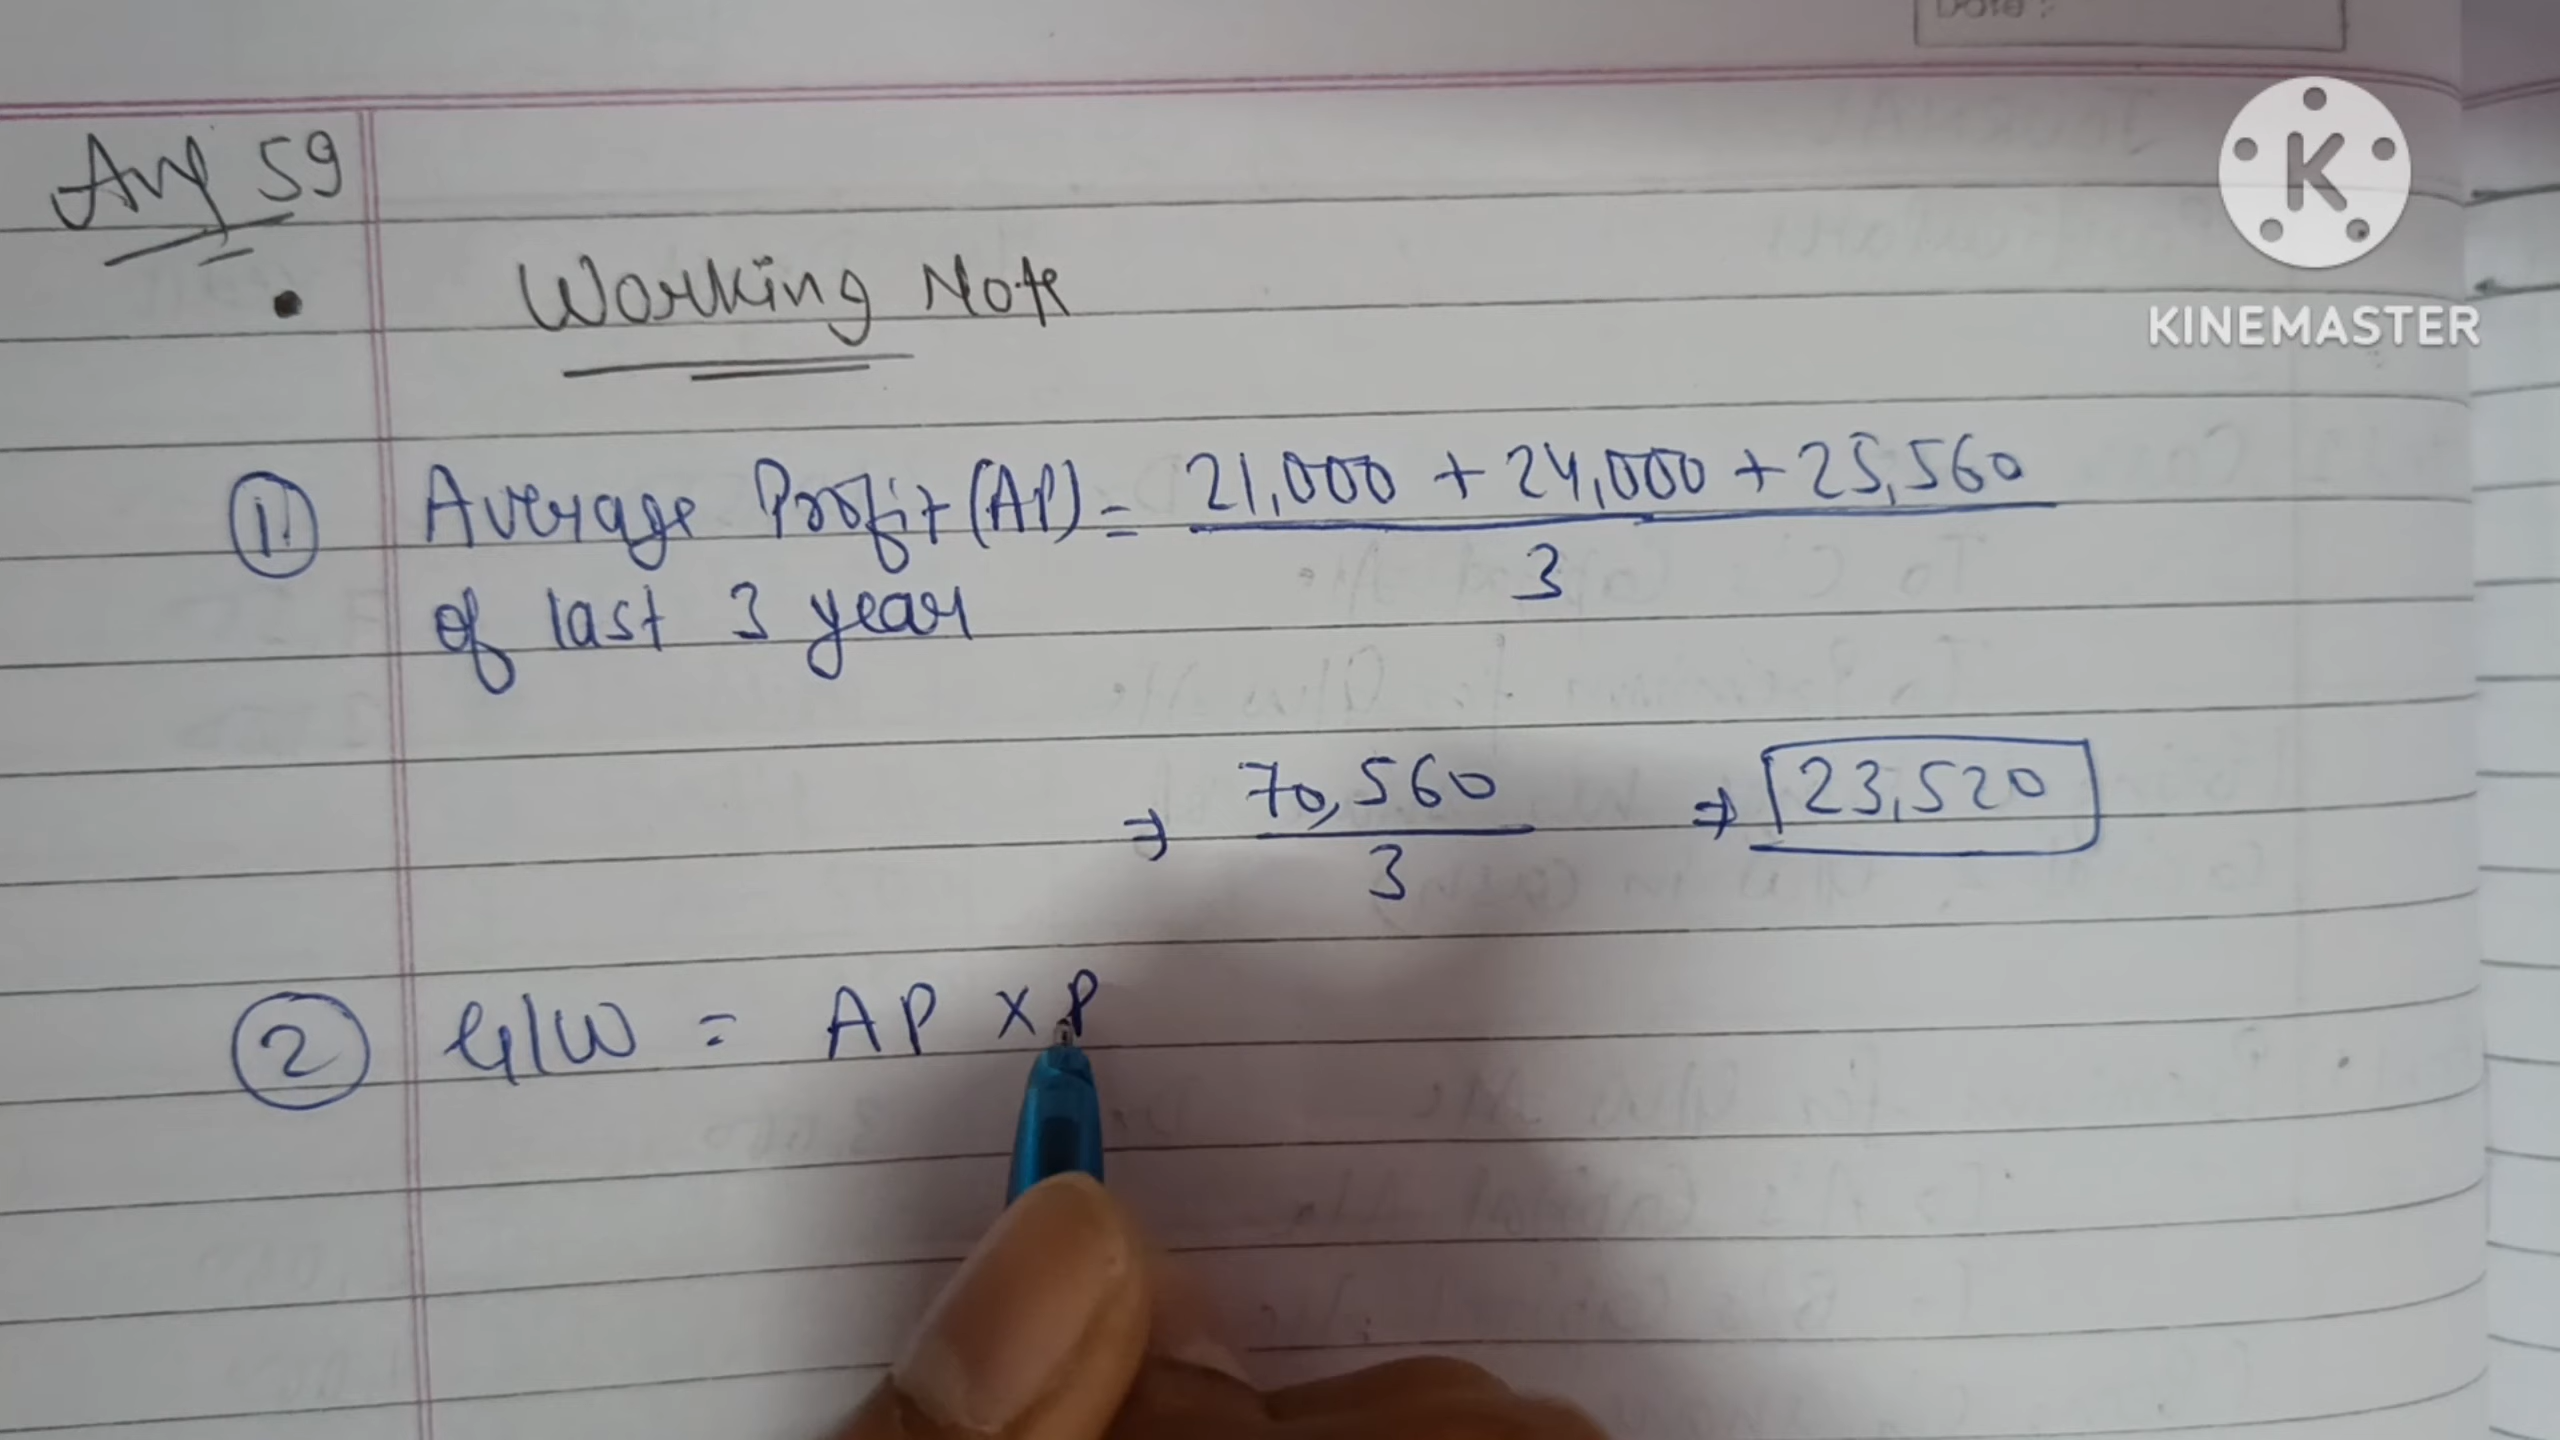 Date :
Ans 59
Working Note
① Average Profit (AP) = 21,000 + 24,000 + 25,560
3
of last 3 year
⇒ 70,560 ⇒ 23,520
3
② G/W = AP × P
K
KINEMASTER